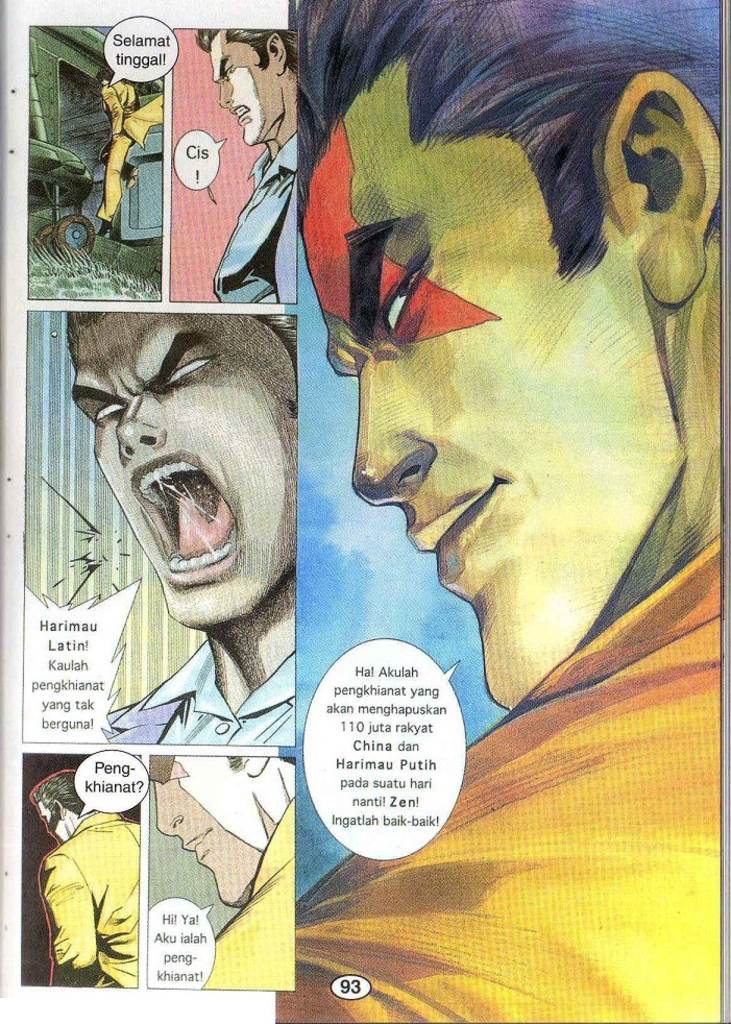 Selamat
tinggal!
Cis
!
Harimau
Latin!
Kaulah
pengkhianat
yang tak
berguna!
Peng-
khianat?
Hi! Ya!
Aku ialah
peng-
khianat!
Ha! Akulah
pengkhianat yang
akan menghapuskan
110 juta rakyat
China dan
Harimau Putih
pada suatu hari
nanti! Zen!
Ingatlah baik-baik!
93